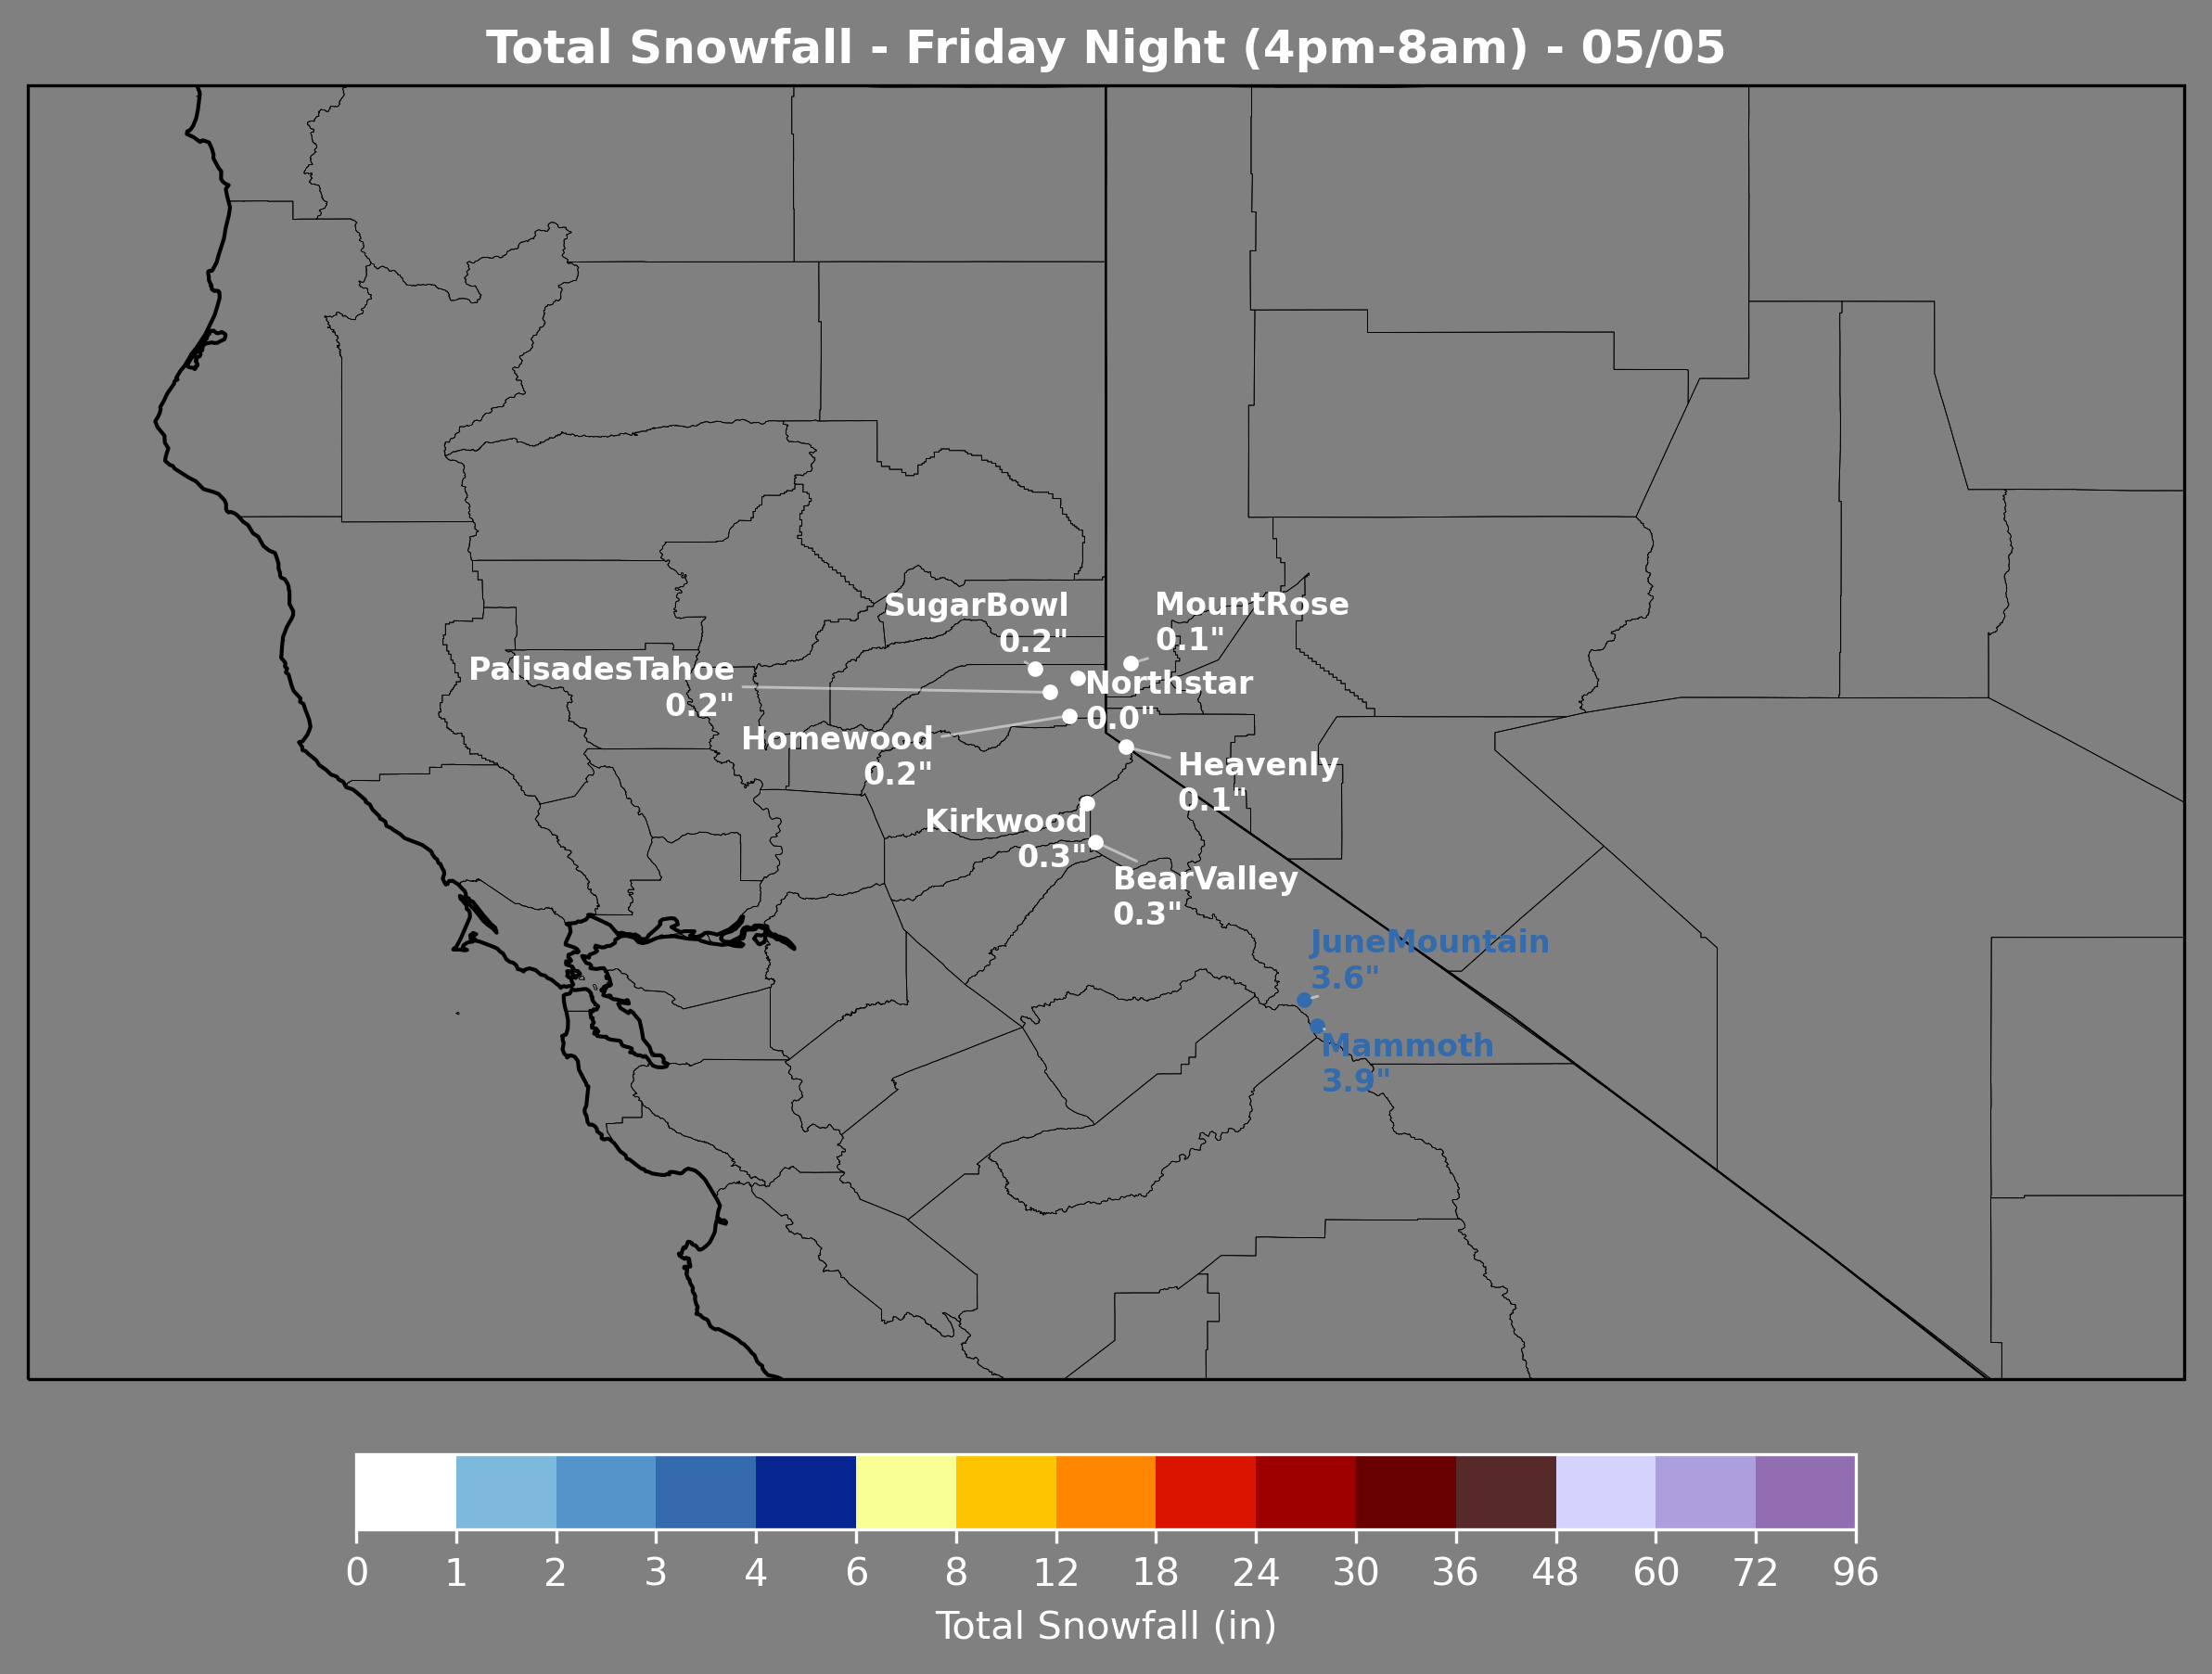 Total Snowfall - Friday Night (4pm-8am) - 05/05
SugarBowl
0.2"
MountRose
0.1"
PalisadesTahoe
0.2"
Northstar
0.0"
Homewood
0.2"
Heavenly
0.1"
Kirkwood
0.3"
BearValley
0.3"
JuneMountain
3.6"
Mammoth
3.9"
0 1 2 3 4 6 8 12 18 24 30 36 48 60 72 96
Total Snowfall (in)